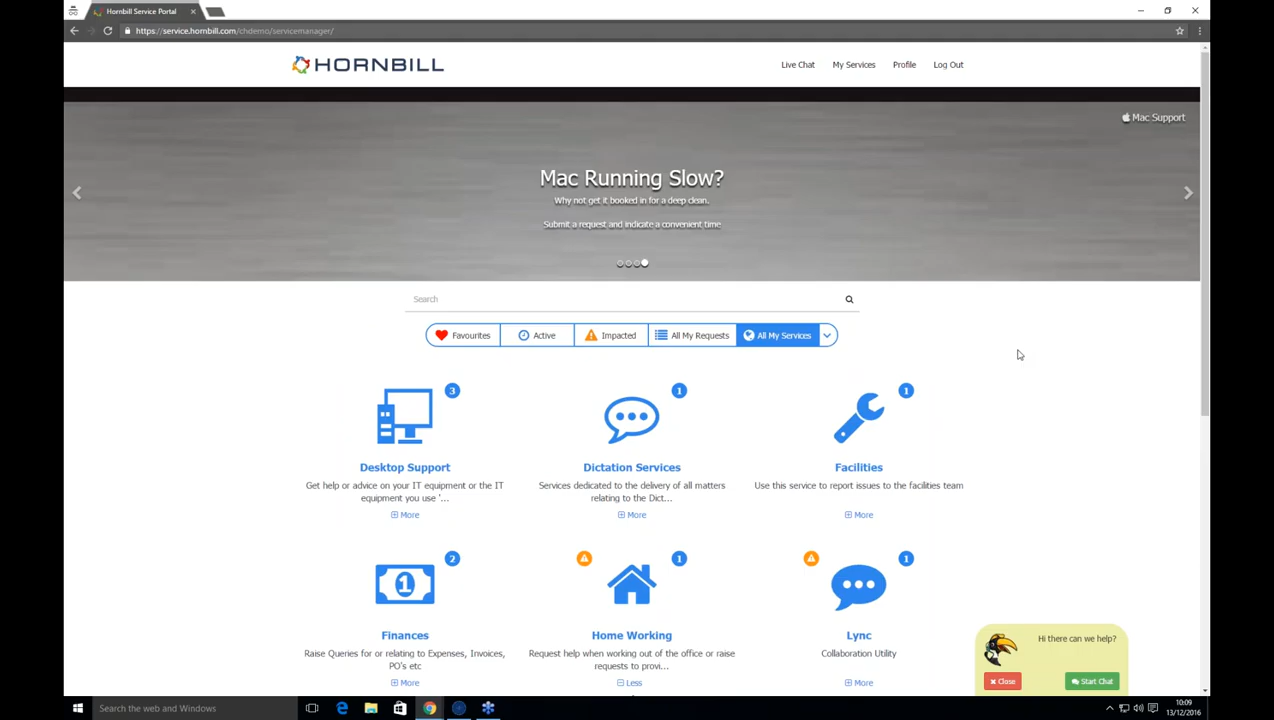 Hornbill Service Portal
https://service.hornbill.com/chdemo/servicemanager/
HORNBILL
Live Chat My Services Profile Log Out
Mac Support
Mac Running Slow?
Why not get it booked in for a deep clean.
Submit a request and indicate a convenient time
Search
Favourites Active Impacted All My Requests All My Services
3 1 1
Desktop Support Dictation Services Facilities
Get help or advice on your IT equipment or the IT Services dedicated to the delivery of all matters Use this service to report issues to the facilities team
equipment you use '... relating to the Dict...
More More More
2 1 1
1
Finances Home Working Lync
Raise Queries for or relating to Expenses, Invoices, Request help when working out of the office or raise Collaboration Utility
PO's etc requests to provi...
More Less More
Hi there can we help?
Close Start Chat
Search the web and Windows
10:09
13/12/2016